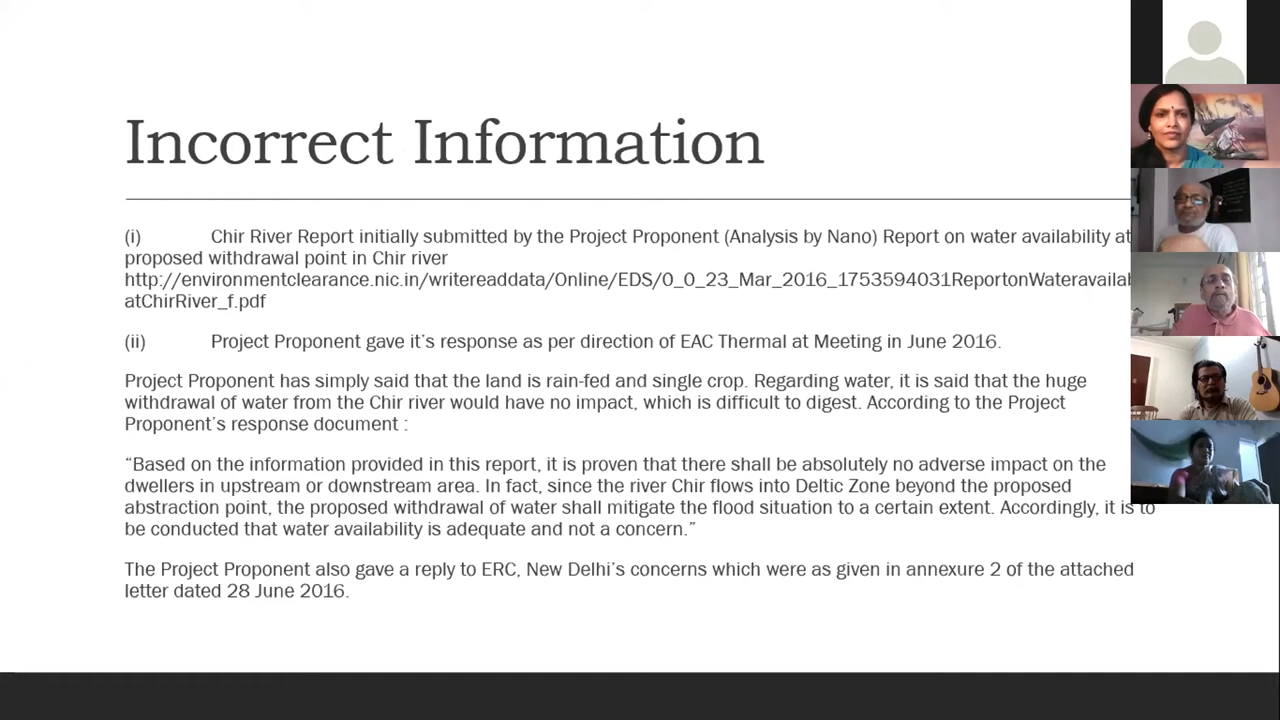 Incorrect Information
(i) Chir River Report initially submitted by the Project Proponent (Analysis by Nano) Report on water availability at
proposed withdrawal point in Chir river
http://environmentclearance.nic.in/writereaddata/Online/EDS/0_0_23_Mar_2016_1753594031ReportonWateravailab
atChirRiver_f.pdf
(ii) Project Proponent gave it’s response as per direction of EAC Thermal at Meeting in June 2016.
Project Proponent has simply said that the land is rain-fed and single crop. Regarding water, it is said that the huge
withdrawal of water from the Chir river would have no impact, which is difficult to digest. According to the Project
Proponent’s response document :
“Based on the information provided in this report, it is proven that there shall be absolutely no adverse impact on the
dwellers in upstream or downstream area. In fact, since the river Chir flows into Deltic Zone beyond the proposed
abstraction point, the proposed withdrawal of water shall mitigate the flood situation to a certain extent. Accordingly, it is to
be conducted that water availability is adequate and not a concern.”
The Project Proponent also gave a reply to ERC, New Delhi’s concerns which were as given in annexure 2 of the attached
letter dated 28 June 2016.